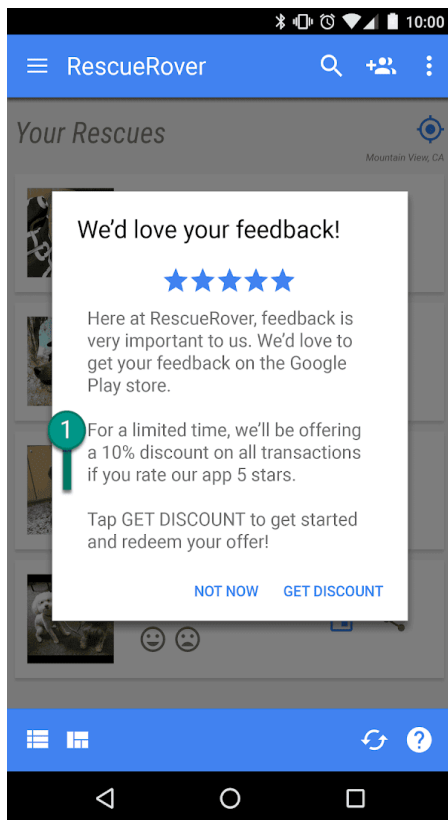 10:00
RescueRover
Your Rescues
Mountain View, CA
We'd love your feedback!
Here at RescueRover, feedback is
very important to us. We'd love to
get your feedback on the Google
Play store.
1
For a limited time, we'll be offering
a 10% discount on all transactions
if you rate our app 5 stars.
Tap GET DISCOUNT to get started
and redeem your offer!
NOT NOW GET DISCOUNT
?